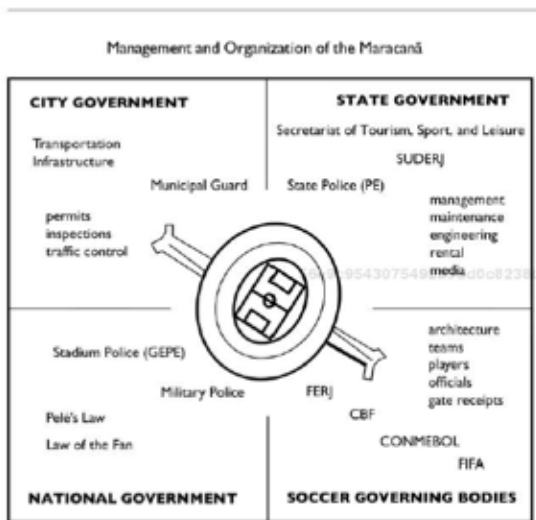 Management and Organization of the Maracanã
CITY GOVERNMENT
Transportation
Infrastructure
Municipal Guard
permits
inspections
traffic control
STATE GOVERNMENT
Secretariat of Tourism, Sport, and Leisure
SUDERJ
State Police (PE)
management
maintenance
engineering
rental
media
Stadium Police (GEPE)
Military Police
Pelé's Law
Law of the Fan
NATIONAL GOVERNMENT
architecture
teams
players
officials
gate receipts
FERJ
CBF
CONMEBOL
FIFA
SOCCER GOVERNING BODIES